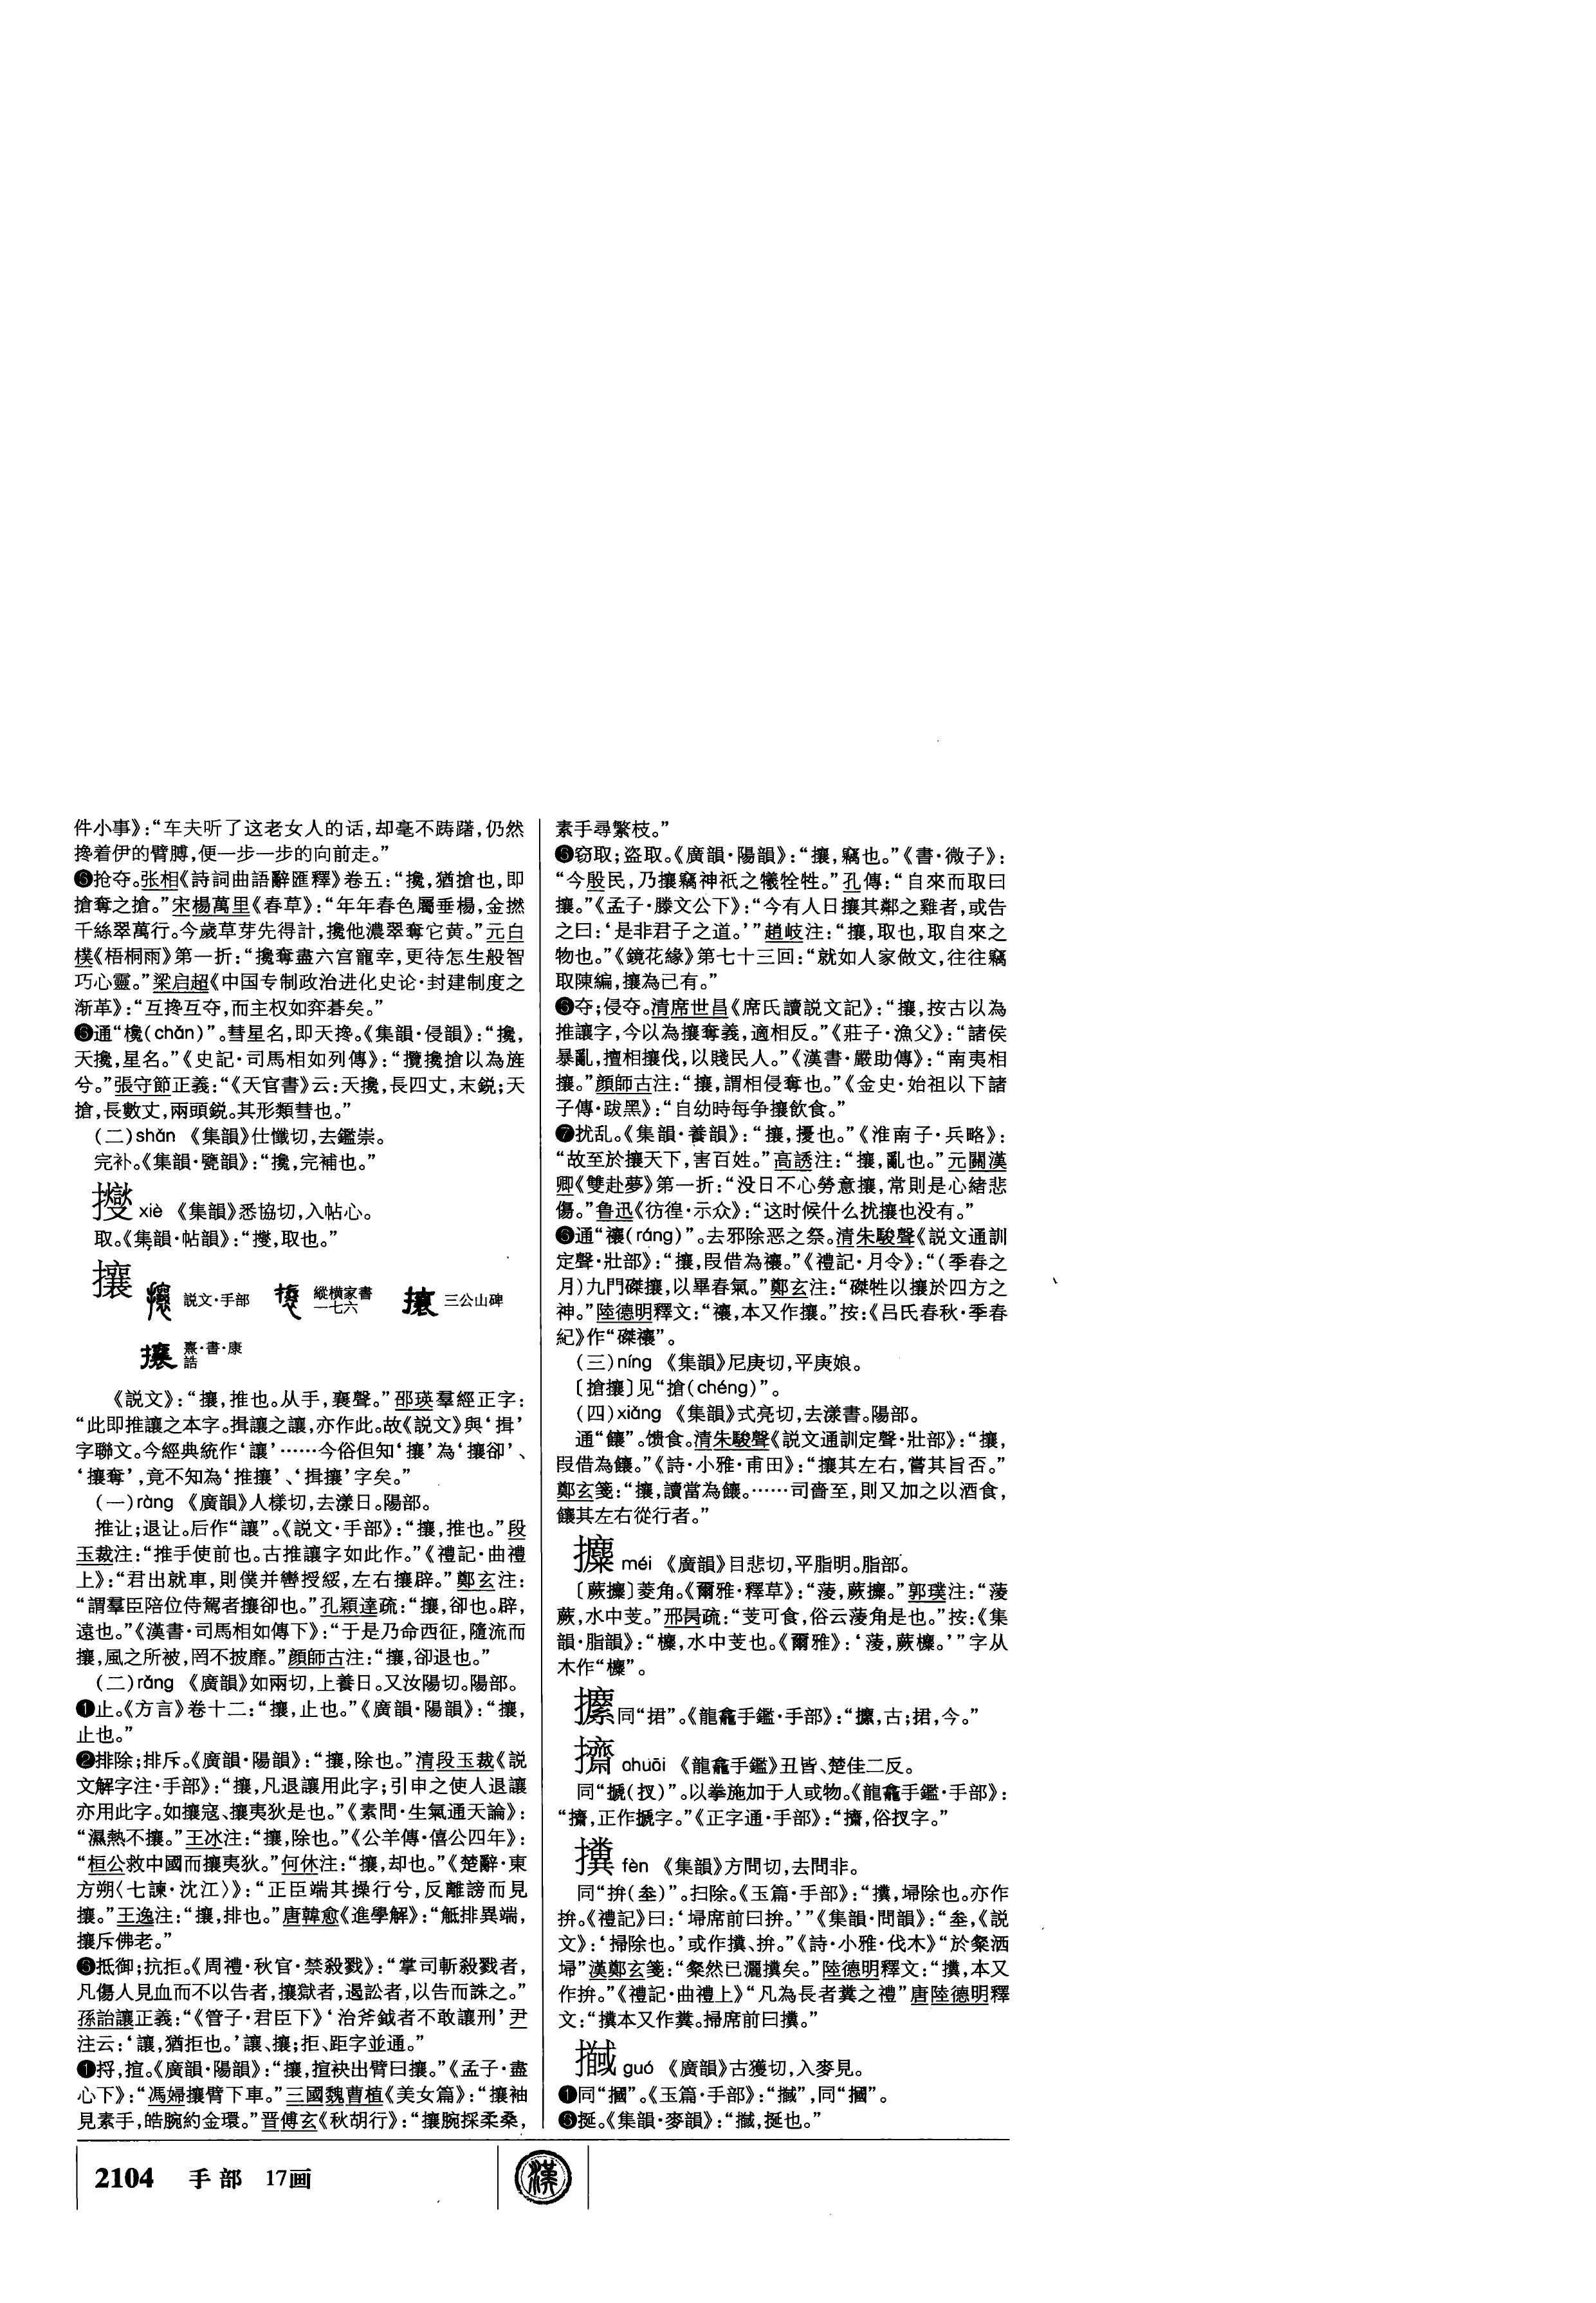 件小事》：“车夫听了这老女人的话，却毫不踌躇，仍然
搀着伊的臂膊，便一步一步的向前走。”
❺抢夺。张相《詩詞曲語辭匯釋》卷五：“攙，猶搶也，即
搶奪之搶。”宋楊萬里《春草》：“年年春色屬垂楊，金撚
千絲翠萬行。今歲草芽先得計，攙他濃翠奪它黄。”元白
樸《梧桐雨》第一折：“攙奪盡六宫寵幸，更待怎生般智
巧心靈。”梁启超《中国专制政治进化史论·封建制度之
渐革》：“互搀互夺，而主权如弈碁矣。”
❻通“欃(chǎn)”。彗星名，即天搀。《集韻·侵韻》：“攙，
天攙，星名。”《史記·司馬相如列傳》：“攬攙搶以為旌
兮。”張守節正義：“《天官書》云：天攙，長四丈，末鋭；天
搶，長數丈，兩頭鋭。其形類彗也。”
（二）shǎn 《集韻》仕懺切，去鑑崇。
完补。《集韻·甏韻》：“攙，完補也。”
㩦 xiè 《集韻》悉協切，入帖心。
取。《集韻·帖韻》：“㩦，取也。”
攘
説文·手部 縱横家書一七六 三公山碑
熹·書·康誥
《説文》：“攘，推也。从手，襄聲。”邵瑛羣經正字：
“此即推讓之本字。揖讓之讓，亦作此。故《説文》與‘揖’
字聯文。今經典統作‘讓’……今俗但知‘攘’為‘攘卻’、
‘攘奪’，竟不知為‘推攘’、‘揖攘’字矣。”
（一）ràng 《廣韻》人樣切，去漾日。陽部。
推让；退让。后作“讓”。《説文·手部》：“攘，推也。”段
玉裁注：“推手使前也。古推讓字如此作。”《禮記·曲禮
上》：“君出就車，則僕并轡授綏，左右攘辟。”鄭玄注：
“謂羣臣陪位侍駕者攘卻也。”孔穎達疏：“攘，卻也。辟，
遠也。”《漢書·司馬相如傳下》：“于是乃命西征，隨流而
攘，風之所被，罔不披靡。”顔師古注：“攘，卻退也。”
（二）rǎng 《廣韻》如兩切，上養日。又汝陽切。陽部。
❶止。《方言》卷十二：“攘，止也。”《廣韻·陽韻》：“攘，
止也。”
❷排除；排斥。《廣韻·陽韻》：“攘，除也。”清段玉裁《説
文解字注·手部》：“攘，凡退讓用此字；引申之使人退讓
亦用此字。如攘寇、攘夷狄是也。”《素問·生氣通天論》：
“濕熱不攘。”王冰注：“攘，除也。”《公羊傳·僖公四年》：
“桓公救中國而攘夷狄。”何休注：“攘，却也。”《楚辭·東
方朔〈七諫·沈江〉》：“正臣端其操行兮，反離謗而見
攘。”王逸注：“攘，排也。”唐韓愈《進學解》：“觝排異端，
攘斥佛老。”
❸抵御；抗拒。《周禮·秋官·禁殺戮》：“掌司斬殺戮者，
凡傷人見血而不以告者，攘獄者，遏訟者，以告而誅之。”
孫詒讓正義：“《管子·君臣下》‘治斧鉞者不敢讓刑’尹
注云：‘讓，猶拒也。’讓、攘；拒、距字並通。”
❹捋，揎。《廣韻·陽韻》：“攘，揎袂出臂曰攘。”《孟子·盡
心下》：“馮婦攘臂下車。”三國魏曹植《美女篇》：“攘袖
見素手，皓腕約金環。”晋傅玄《秋胡行》：“攘腕採柔桑，
素手尋繁枝。”
❺窃取；盗取。《廣韻·陽韻》：“攘，竊也。”《書·微子》：
“今殷民，乃攘竊神祇之犧牷牲。”孔傳：“自來而取曰
攘。”《孟子·滕文公下》：“今有人日攘其鄰之雞者，或告
之曰：‘是非君子之道。’”趙岐注：“攘，取也，取自來之
物也。”《鏡花緣》第七十三回：“就如人家做文，往往竊
取陳編，攘為己有。”
❻夺；侵夺。清席世昌《席氏讀説文記》：“攘，按古以為
推讓字，今以為攘奪義，適相反。”《莊子·漁父》：“諸侯
暴亂，擅相攘伐，以賤民人。”《漢書·嚴助傳》：“南夷相
攘。”顔師古注：“攘，謂相侵奪也。”《金史·始祖以下諸
子傳·跋黑》：“自幼時每争攘飲食。”
❼扰乱。《集韻·養韻》：“攘，擾也。”《淮南子·兵略》：
“故至於攘天下，害百姓。”高誘注：“攘，亂也。”元關漢
卿《雙赴夢》第一折：“没日不心勞意攘，常則是心緒悲
傷。”鲁迅《彷徨·示众》：“这时候什么扰攘也没有。”
❽通“禳(ráng)”。去邪除恶之祭。清朱駿聲《説文通訓
定聲·壯部》：“攘，叚借為禳。”《禮記·月令》：“（季春之
月）九門磔攘，以畢春氣。”鄭玄注：“磔牲以攘於四方之
神。”陸德明釋文：“禳，本又作攘。”按：《吕氏春秋·季春
紀》作“磔禳”。
（三）níng 《集韻》尼庚切，平庚娘。
〔搶攘〕见“搶(chéng)”。
（四）xiǎng 《集韻》式亮切，去漾書。陽部。
通“饟”。馈食。清朱駿聲《説文通訓定聲·壯部》：“攘，
叚借為饟。”《詩·小雅·甫田》：“攘其左右，嘗其旨否。”
鄭玄箋：“攘，讀當為饟。……司嗇至，則又加之以酒食，
饟其左右從行者。”
攗 méi 《廣韻》目悲切，平脂明。脂部。
〔蕨攗〕菱角。《爾雅·釋草》：“蔆，蕨攗。”郭璞注：“蔆
蕨，水中芰。”邢昺疏：“芰可食，俗云蔆角是也。”按：《集
韻·脂韻》：“櫋，水中芰也。《爾雅》：‘蔆，蕨櫋。’”字从
木作“櫋”。
同“捃”。《龍龕手鑑·手部》：“攈，古；捃，今。”
ohuāi 《龍龕手鑑》丑皆、楚佳二反。
同“搋(扠)”。以拳施加于人或物。《龍龕手鑑·手部》：
“擶，正作搋字。”《正字通·手部》：“擶，俗扠字。”
fèn 《集韻》方問切，去問非。
同“拚(坌)”。扫除。《玉篇·手部》：“攩，埽除也。亦作
拚。《禮記》曰：‘埽席前曰拚。’”《集韻·問韻》：“坌，《説
文》：‘掃除也。’或作㩳、拚。”《詩·小雅·伐木》“於粲洒
埽”漢鄭玄箋：“粲然已灑㩳矣。”陸德明釋文：“㩳，本又
作拚。”《禮記·曲禮上》“凡為長者糞之禮”唐陸德明釋
文：“㩳本又作糞。掃席前曰㩳。”
guó 《廣韻》古獲切，入麥見。
❶同“摑”。《玉篇·手部》：“㩇”，同“摑”。
❷挻。《集韻·麥韻》：“㩇，挻也。”
2104 手部 17画
漢